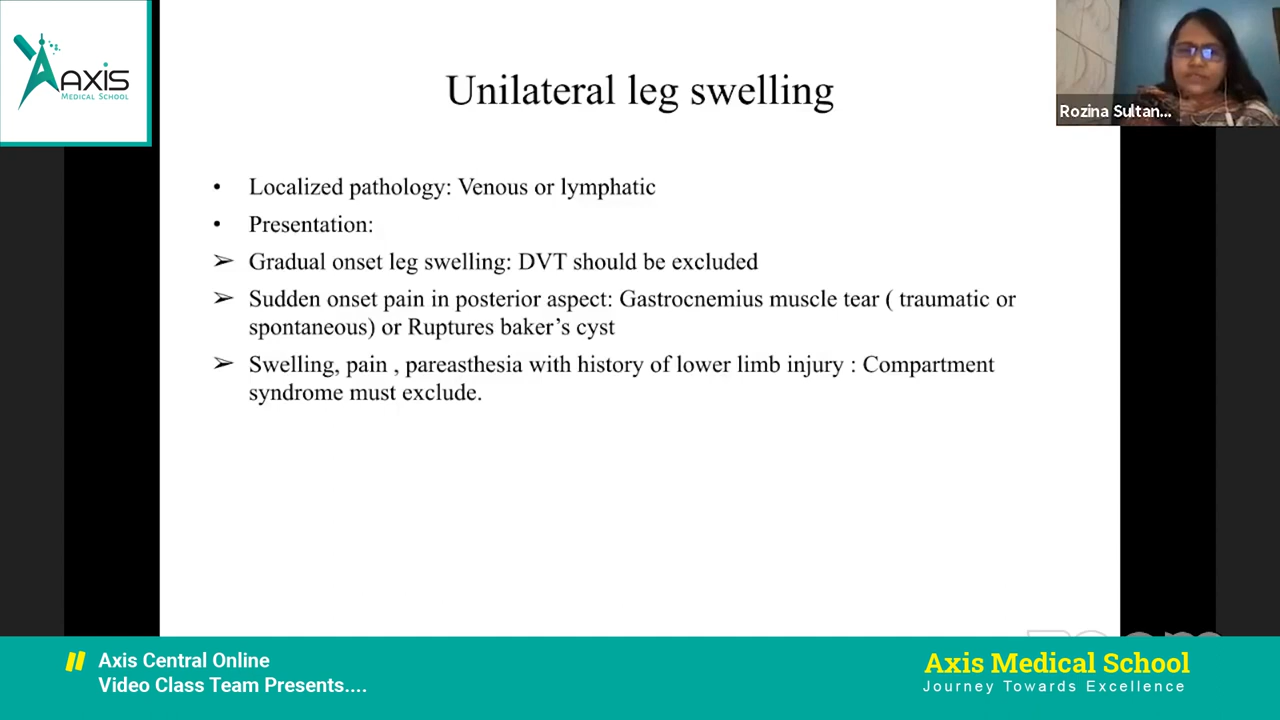 AXIS
MEDICAL SCHOOL
Unilateral leg swelling
Rozina Sultan...
• Localized pathology: Venous or lymphatic
• Presentation:
➢ Gradual onset leg swelling: DVT should be excluded
➢ Sudden onset pain in posterior aspect: Gastrocnemius muscle tear ( traumatic or
spontaneous) or Ruptures baker’s cyst
➢ Swelling, pain , pareasthesia with history of lower limb injury : Compartment
syndrome must exclude.
Axis Central Online
Video Class Team Presents....
Axis Medical School
Journey Towards Excellence